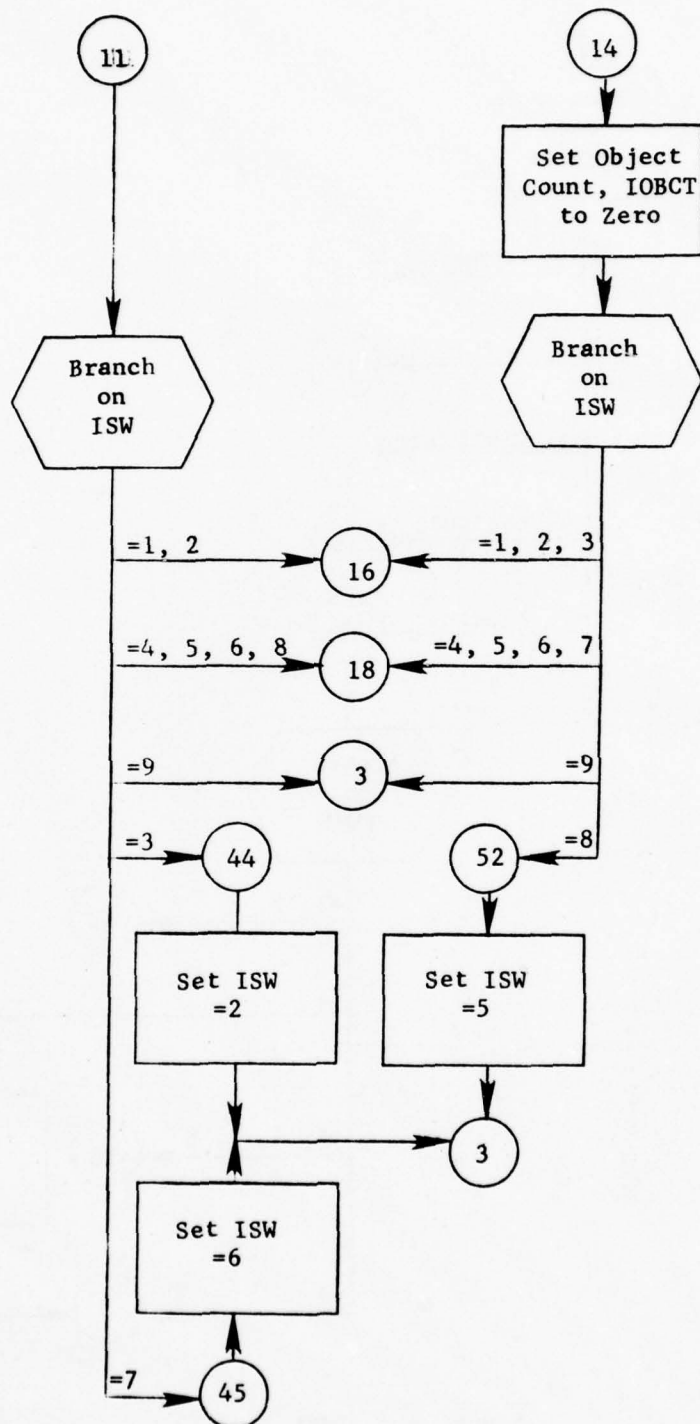 11
14
Set Object
Count, IOBCT
to Zero
Branch
on
ISW
Branch
on
ISW
=1, 2
16
=1, 2, 3
=4, 5, 6, 8
18
=4, 5, 6, 7
=9
3
=9
=3
44
52
=8
Set ISW
=2
Set ISW
=5
3
Set ISW
=6
=7
45